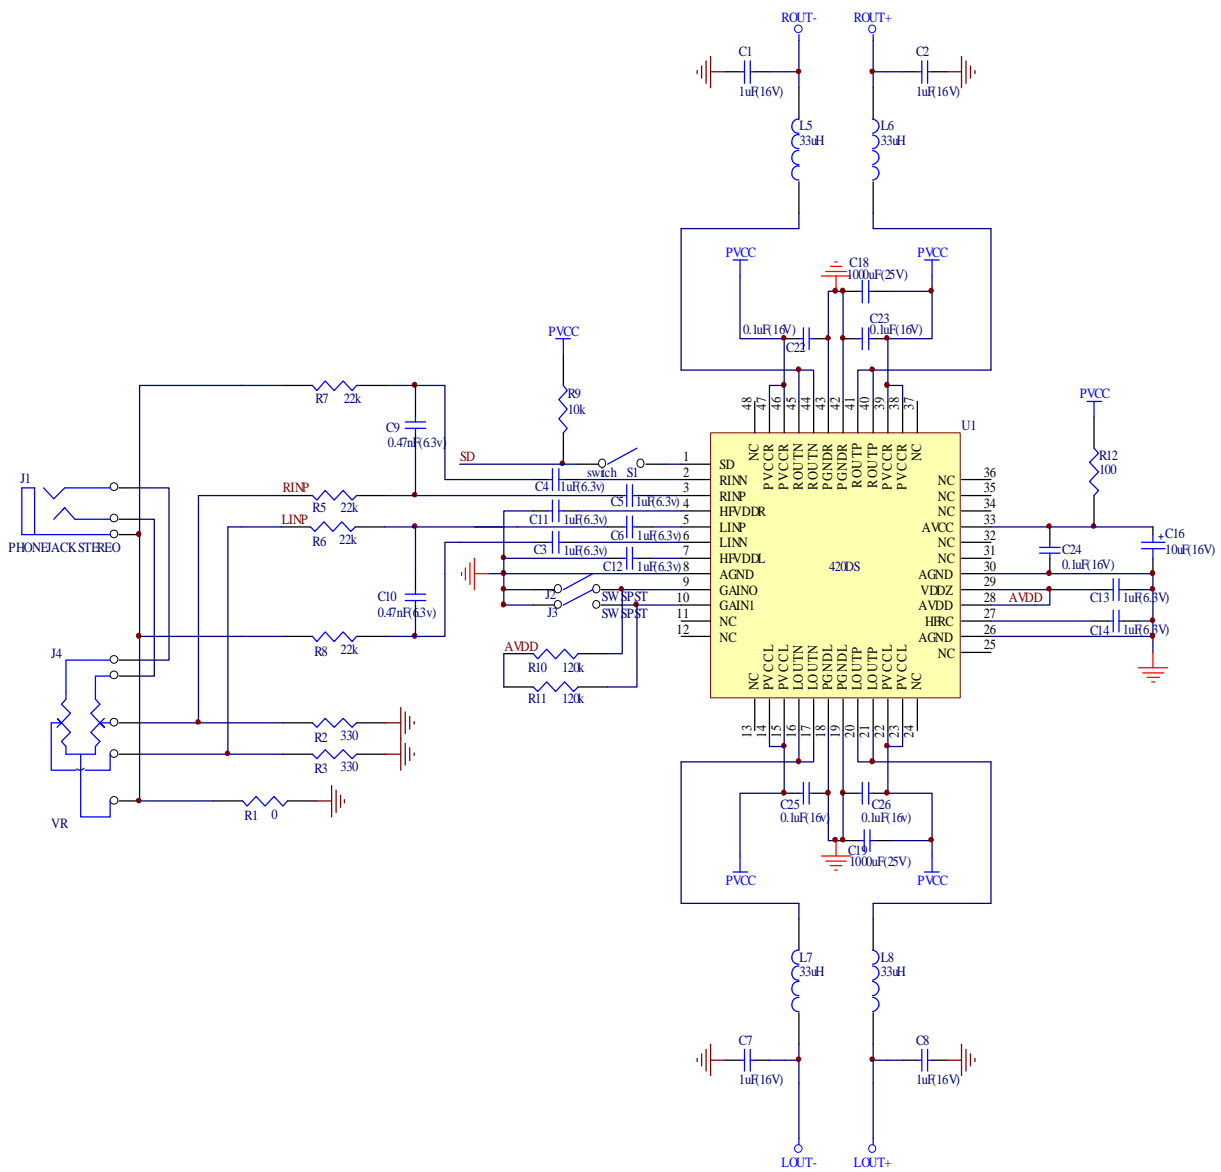 ROUT-
ROUT+
C1
1uF(16V)
C2
1uF(16V)
L5
33uH
L6
33uH
PVCC
PVCC
C18
1000uF(25V)
0.1uF(16V)
C22
C23
0.1uF(16V)
PVCC
R9
10k
R7
22k
C9
0.47nF(6.3v)
SD
switch
S1
C4
1uF(6.3v)
C5
1uF(6.3v)
C11
1uF(6.3v)
C6
1uF(6.3v)
C3
1uF(6.3v)
C12
1uF(6.3v)
J1
PHONEJACK STEREO
RINP
R5
22k
LINP
R6
22k
C10
0.47nF(6.3v)
J2
SW SPST
J3
SW SPST
R8
22k
AVDD
R10
120k
R11
120k
J4
VR
R2
330
R3
330
R1
0
U1
420DS
48
47
46
45
44
43
42
41
40
39
38
37
NC
PVCCR
PVCCR
ROUTN
ROUTN
PGNDR
PGNDR
ROUTP
ROUTP
PVCCR
PVCCR
NC
1
SD
2
RINN
3
RINP
4
HFVDDR
5
LINP
6
LINN
7
HFVDDL
8
AGND
9
GAINO
10
GAIN1
11
NC
12
NC
36
NC
35
NC
34
NC
33
AVCC
32
NC
31
NC
30
AGND
29
VDDZ
28
AVDD
27
HFRC
26
AGND
25
NC
NC
PVCCL
PVCCL
LOUTN
LOUTN
PGNDL
PGNDL
LOUTP
LOUTP
PVCCL
PVCCL
NC
13
14
15
16
17
18
19
20
21
22
23
24
PVCC
R12
100
C24
0.1uF(16V)
C16
+
10uF(16V)
AVDD
C13
1uF(6.3V)
C14
1uF(6.3V)
C25
0.1uF(16v)
C26
0.1uF(16v)
C19
1000uF(25V)
PVCC
PVCC
L7
33uH
L8
33uH
C7
1uF(16V)
C8
1uF(16V)
LOUT-
LOUT+